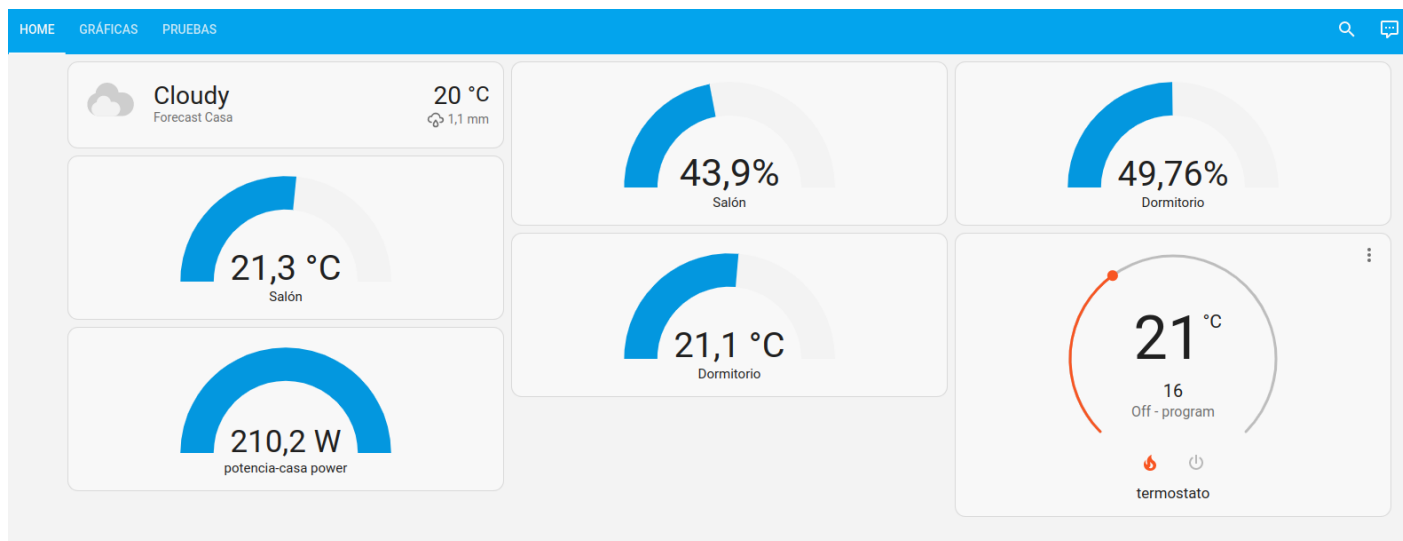 HOME GRÁFICAS PRUEBAS
Cloudy
Forecast Casa
20 °C
1,1 mm
21,3 °C
Salón
210,2 W
potencia-casa power
43,9%
Salón
21,1 °C
Dormitorio
49,76%
Dormitorio
21 °C
16
Off - program
termostato